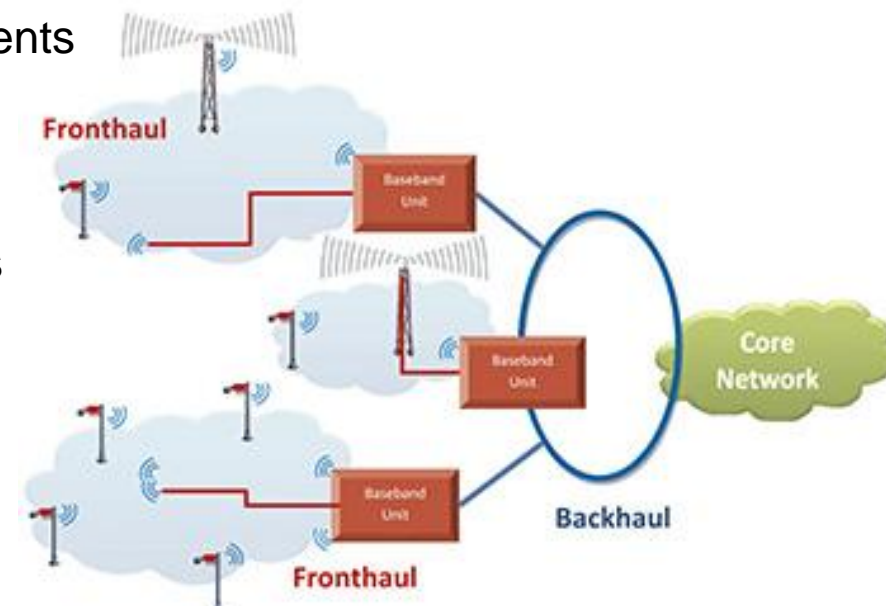 ents
Fronthaul
Baseband
Unit
s
Baseband
Unit
Core
Network
Baseband
Unit
Backhaul
Fronthaul